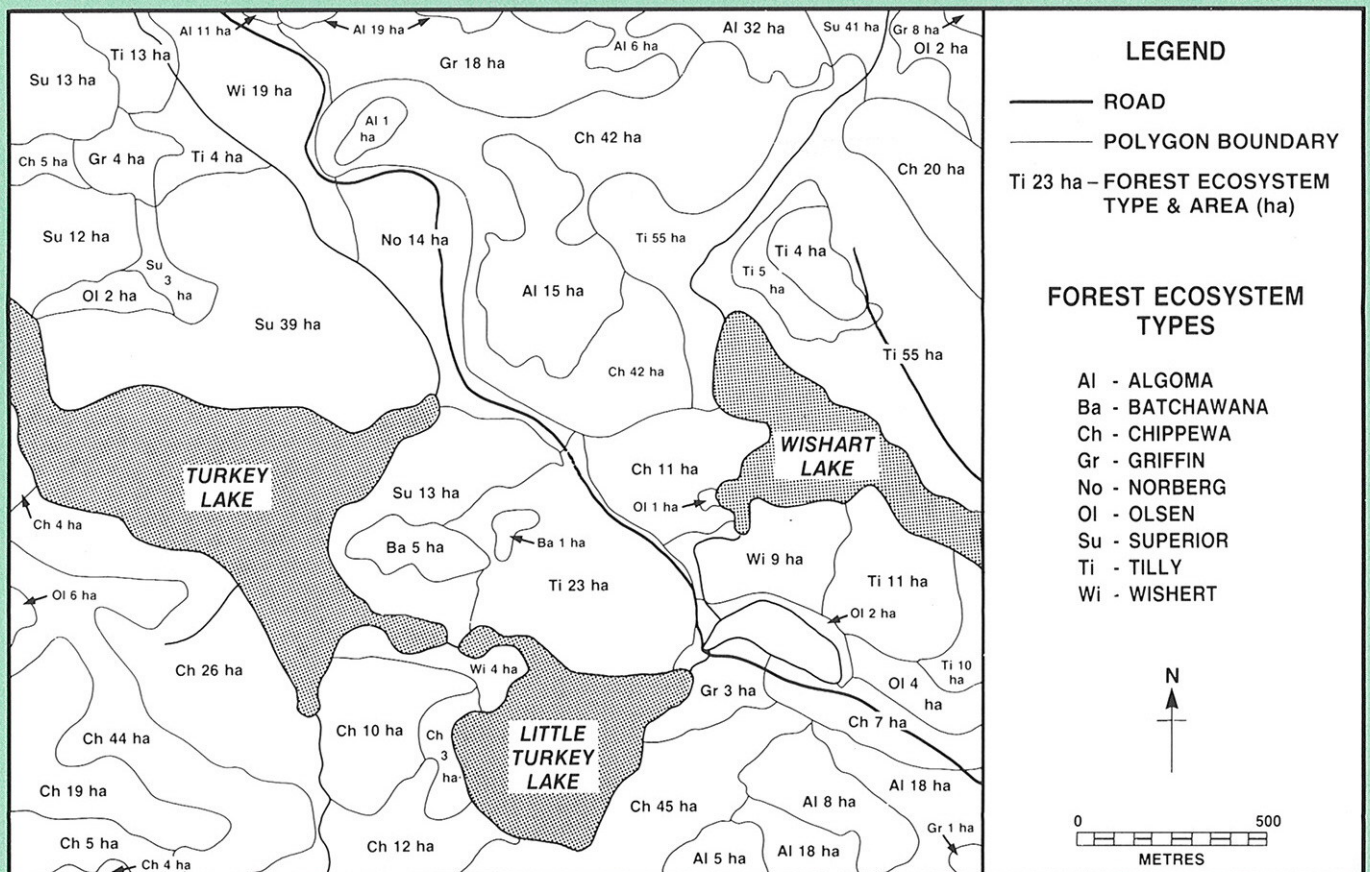 Al 11 ha
Al 19 ha
Al 32 ha
Su 41 ha
Gr 8 ha
Ol 2 ha
Ti 13 ha
Su 13 ha
Wi 19 ha
Gr 18 ha
Al 6 ha
Al 1
ha
Ch 42 ha
Ch 5 ha
Gr 4 ha
Ti 4 ha
Ch 20 ha
Su 12 ha
No 14 ha
Ti 55 ha
Ti 4 ha
Ti 5
ha
Su
3
ha
Ol 2 ha
Al 15 ha
Su 39 ha
Ti 55 ha
Ch 42 ha
TURKEY
LAKE
WISHART
LAKE
Ch 11 ha
Ol 1 ha
Su 13 ha
Ch 4 ha
Ba 5 ha
Ba 1 ha
Wi 9 ha
Ti 23 ha
Ti 11 ha
Ol 6 ha
Ol 2 ha
Ch 26 ha
Wi 4 ha
Ti 10
ha
Gr 3 ha
Ol 4
ha
Ch 7 ha
Ch 44 ha
Ch 10 ha
Ch
3
ha
LITTLE
TURKEY
LAKE
Ch 19 ha
Ch 45 ha
Al 8 ha
Al 18 ha
Ch 5 ha
Ch 12 ha
Gr 1 ha
Ch 4 ha
Al 5 ha
Al 18 ha
LEGEND
ROAD
POLYGON BOUNDARY
Ti 23 ha – FOREST ECOSYSTEM
TYPE & AREA (ha)
FOREST ECOSYSTEM
TYPES
Al - ALGOMA
Ba - BATCHAWANA
Ch - CHIPPEWA
Gr - GRIFFIN
No - NORBERG
Ol - OLSEN
Su - SUPERIOR
Ti - TILLY
Wi - WISHERT
N
0 500
METRES